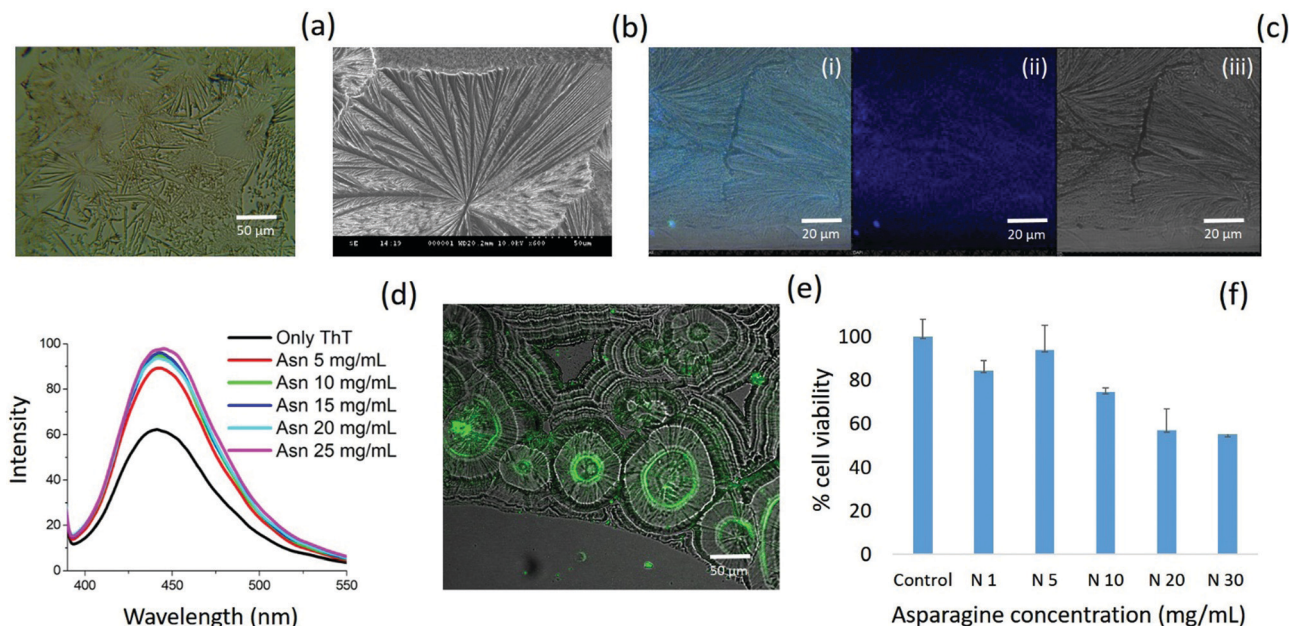 (a)
50 µm
(b)
SE 14:19 000001 WD20.2mm 10.0kV x600 50um
(c)
(i)
20 µm
(ii)
20 µm
(iii)
20 µm
(d)
Only ThT
Asn 5 mg/mL
Asn 10 mg/mL
Asn 15 mg/mL
Asn 20 mg/mL
Asn 25 mg/mL
Intensity
100
80
60
40
20
0
400 450 500 550
Wavelength (nm)
(e)
50 µm
(f)
% cell viability
100
80
60
40
20
0
Control N 1 N 5 N 10 N 20 N 30
Asparagine concentration (mg/mL)